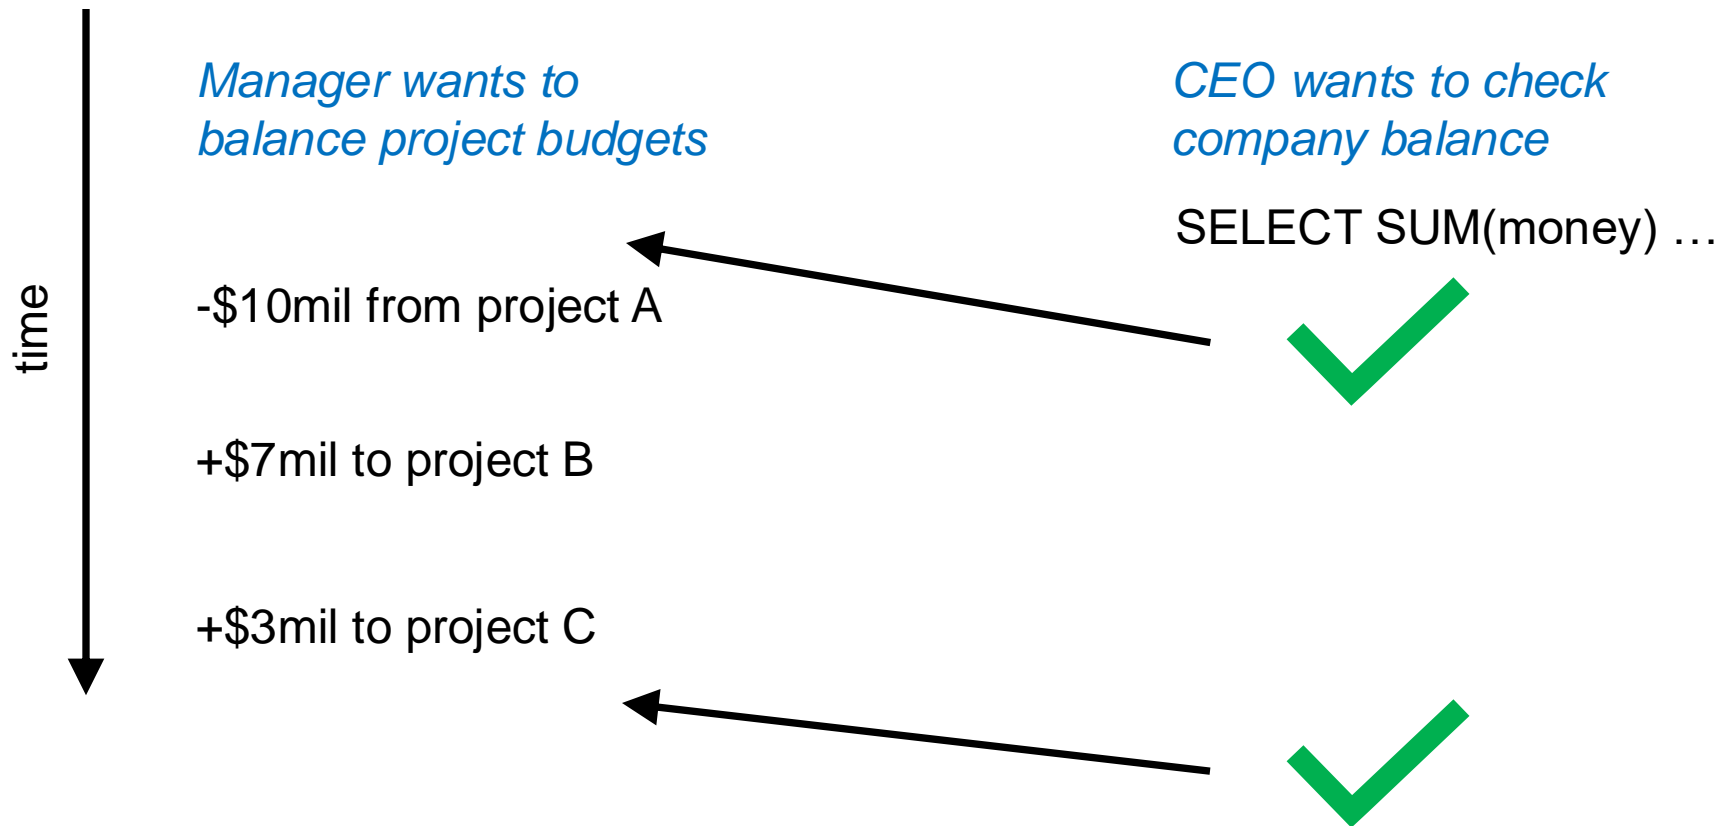 Manager wants to
balance project budgets
CEO wants to check
company balance
SELECT SUM(money) …
time
-$10mil from project A
+$7mil to project B
+$3mil to project C